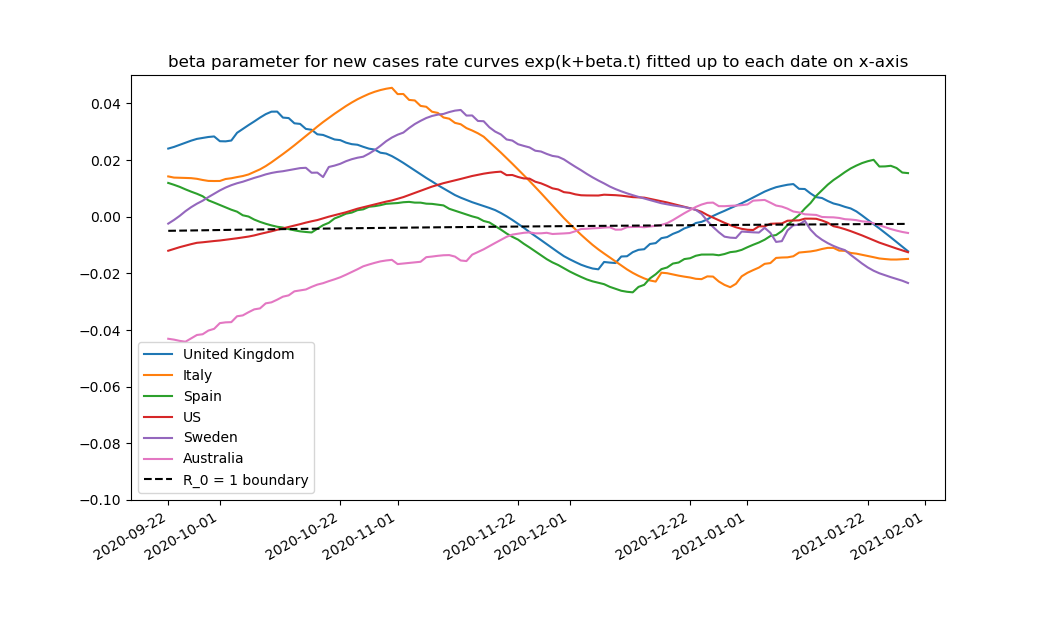 beta parameter for new cases rate curves exp(k+beta.t) fitted up to each date on x-axis
0.04
0.02
0.00
−0.02
−0.04
−0.06
−0.08
−0.10
United Kingdom
Italy
Spain
US
Sweden
Australia
R_0 = 1 boundary
2020-09-22
2020-10-01
2020-10-22
2020-11-01
2020-11-22
2020-12-01
2020-12-22
2021-01-01
2021-01-22
2021-02-01